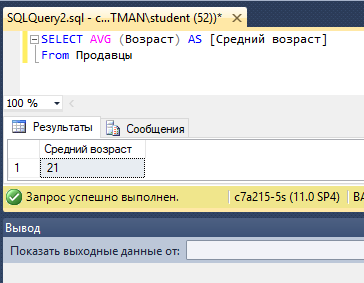 SQLQuery2.sql - c...TMAN\student (52))*
SELECT AVG (Возраст) AS [Средний возраст]
From Продавцы
100 %
Результаты Сообщения
Средний возраст
1 21
Запрос успешно выполнен. c7a215-5s (11.0 SP4) BA
Вывод
Показать выходные данные от: